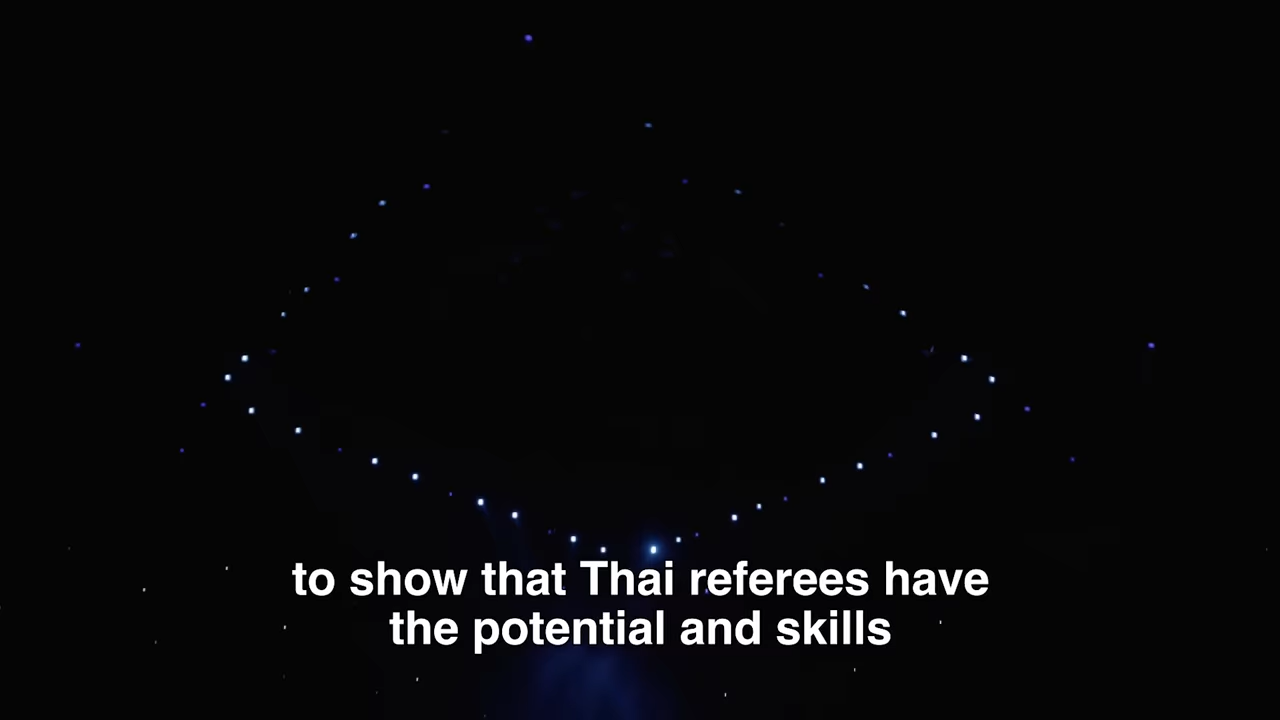 to show that Thai referees have
the potential and skills